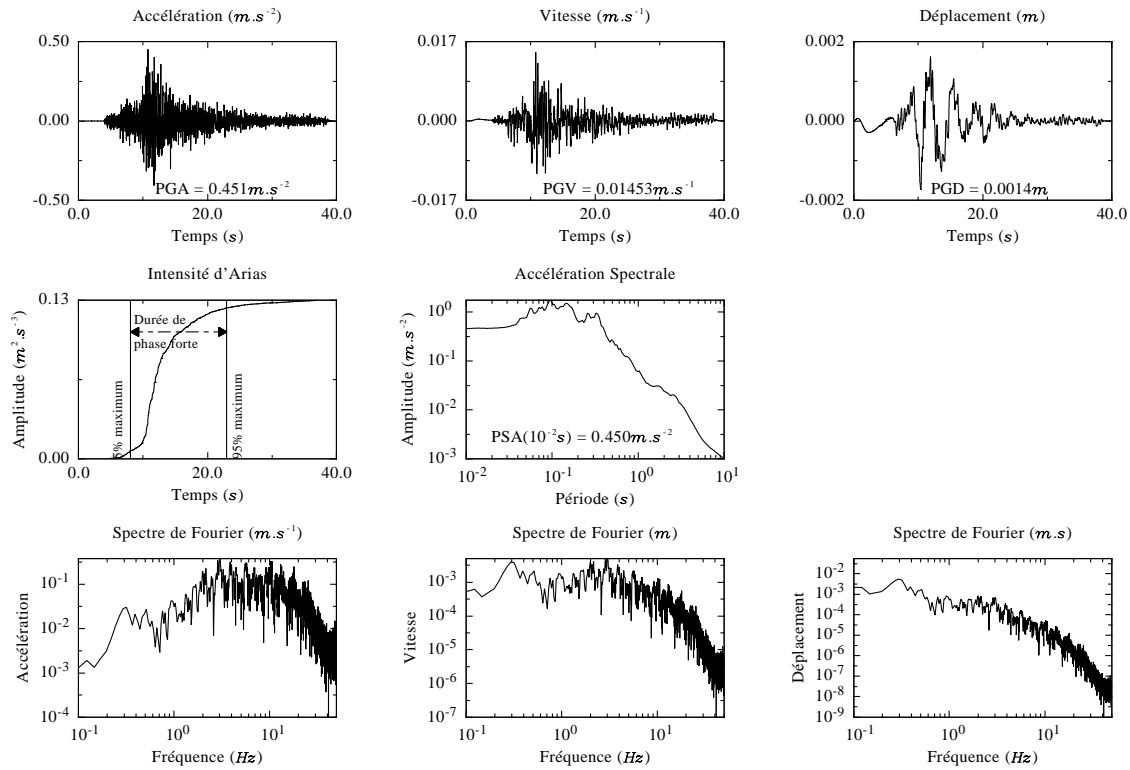 Accélération (m.s-2)
0.50
0.00
-0.50
PGA = 0.451m.s-2
0.0
20.0
40.0
Temps (s)
Vitesse (m.s-1)
0.017
0.000
-0.017
PGV = 0.01453m.s-1
0.0
20.0
40.0
Temps (s)
Déplacement (m)
0.002
0.000
-0.002
PGD = 0.0014m
0.0
20.0
40.0
Temps (s)
Intensité d'Arias
Amplitude (m2.s-3)
0.13
0.00
Durée de
phase forte
5% maximum
95% maximum
0.0
20.0
40.0
Temps (s)
Accélération Spectrale
Amplitude (m.s-2)
100
10-1
10-2
10-3
PSA(10-2s) = 0.450m.s-2
10-2
10-1
100
101
Période (s)
Spectre de Fourier (m.s-1)
Accélération
10-1
10-2
10-3
10-4
10-1
100
101
Fréquence (Hz)
Spectre de Fourier (m)
Vitesse
10-3
10-4
10-5
10-6
10-7
10-1
100
101
Fréquence (Hz)
Spectre de Fourier (m.s)
Déplacement
10-2
10-3
10-4
10-5
10-6
10-7
10-8
10-9
10-1
100
101
Fréquence (Hz)